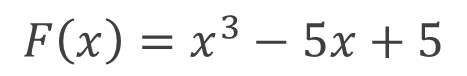 F(x) = x³ − 5x + 5